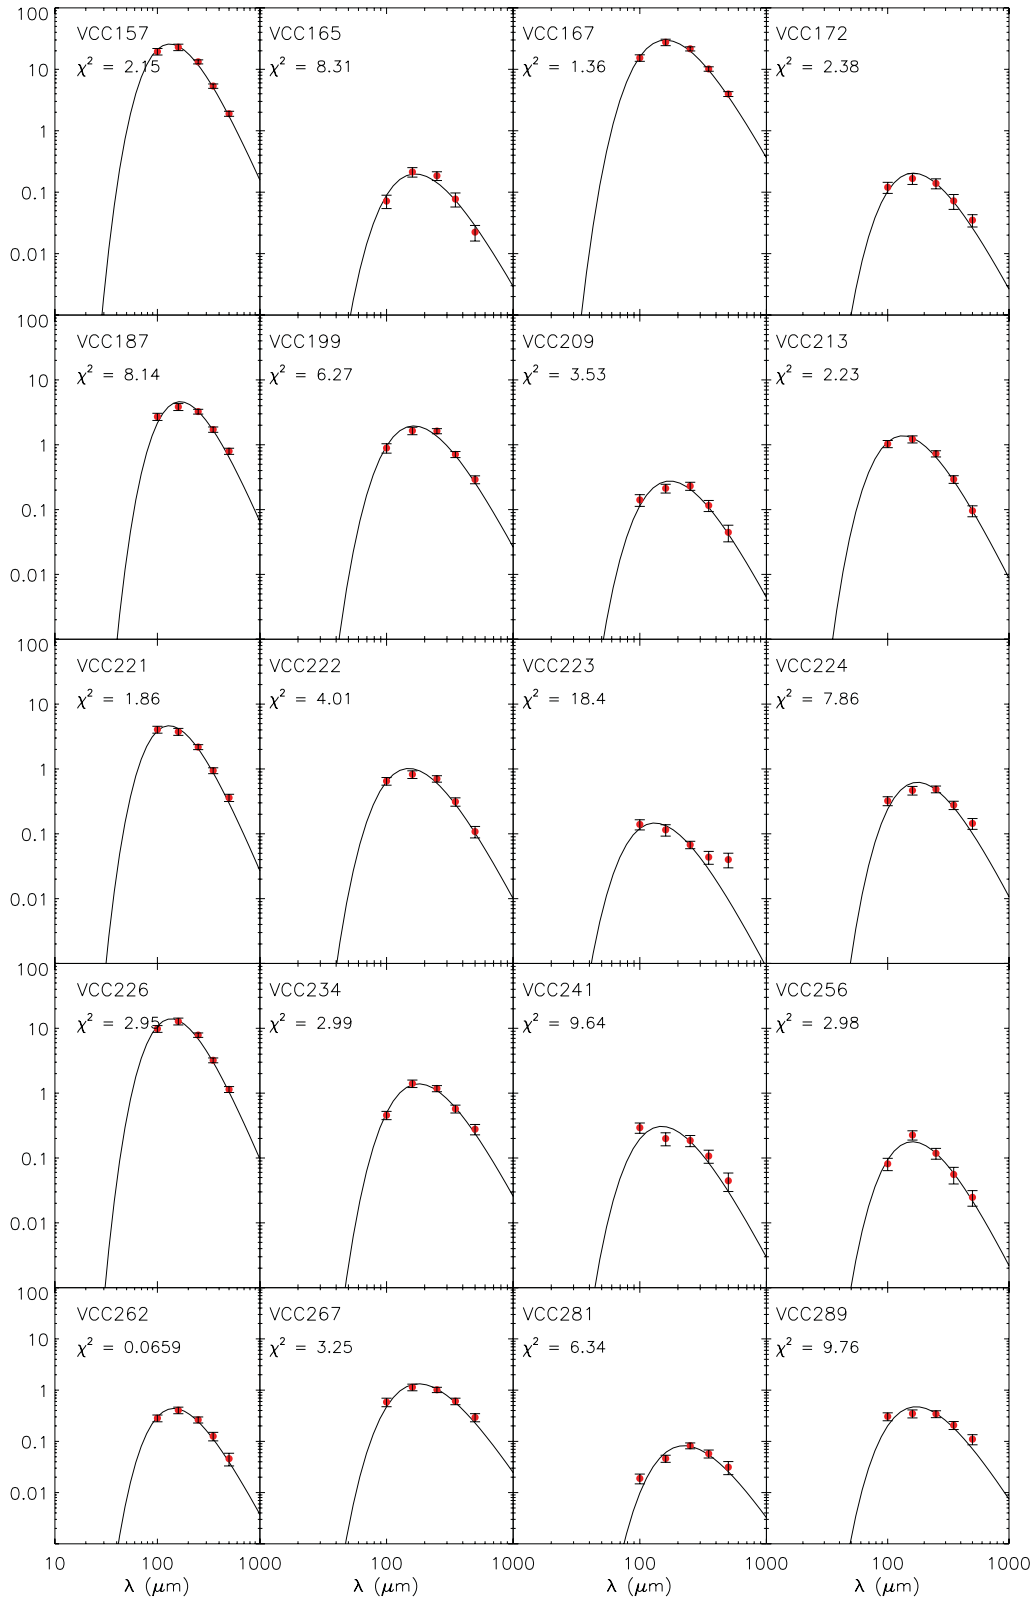 100
VCC157 VCC165 VCC167 VCC172
χ² = 2.15 χ² = 8.31 χ² = 1.36 χ² = 2.38
10
1
0.1
0.01
100
VCC187 VCC199 VCC209 VCC213
χ² = 8.14 χ² = 6.27 χ² = 3.53 χ² = 2.23
10
1
0.1
0.01
100
VCC221 VCC222 VCC223 VCC224
χ² = 1.86 χ² = 4.01 χ² = 18.4 χ² = 7.86
10
1
0.1
0.01
100
VCC226 VCC234 VCC241 VCC256
χ² = 2.95 χ² = 2.99 χ² = 9.64 χ² = 2.98
10
1
0.1
0.01
100
VCC262 VCC267 VCC281 VCC289
χ² = 0.0659 χ² = 3.25 χ² = 6.34 χ² = 9.76
10
1
0.1
0.01
10 100 1000 100 1000 100 1000 100 1000
λ (μm) λ (μm) λ (μm) λ (μm)